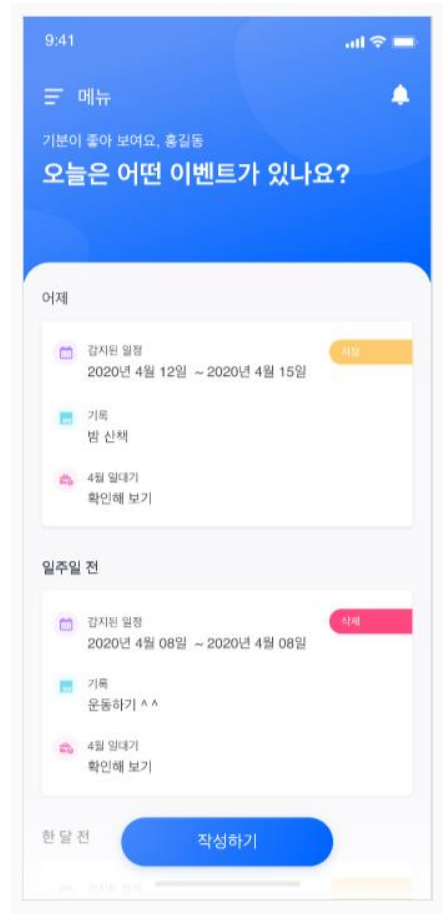 9:41
메뉴
기분이 좋아 보여요, 홍길동
오늘은 어떤 이벤트가 있나요?
어제
감지된 일정
저장
2020년 4월 12일 ~ 2020년 4월 15일
기록
밤 산책
4월 일대기
확인해 보기
일주일 전
감지된 일정
삭제
2020년 4월 08일 ~ 2020년 4월 08일
기록
운동하기 ^ ^
4월 일대기
확인해 보기
한 달 전
작성하기
감지된 일정